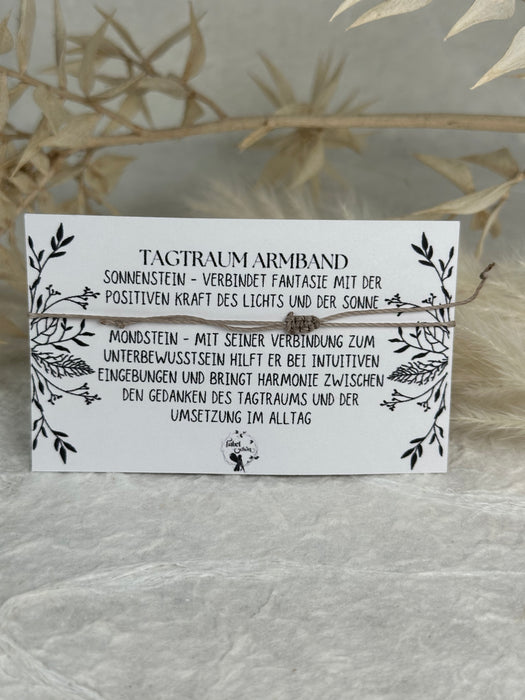 TAGTRAUM ARMBAND
SONNENSTEIN - VERBINDET FANTASIE MIT DER
POSITIVEN KRAFT DES LICHTS UND DER SONNE
MONDSTEIN - MIT SEINER VERBINDUNG ZUM
UNTERBEWUSSTSEIN HILFT ER BEI INTUITIVEN
EINGEBUNGEN UND BRINGT HARMONIE ZWISCHEN
DEN GEDANKEN DES TAGTRAUMS UND DER
UMSETZUNG IM ALLTAG